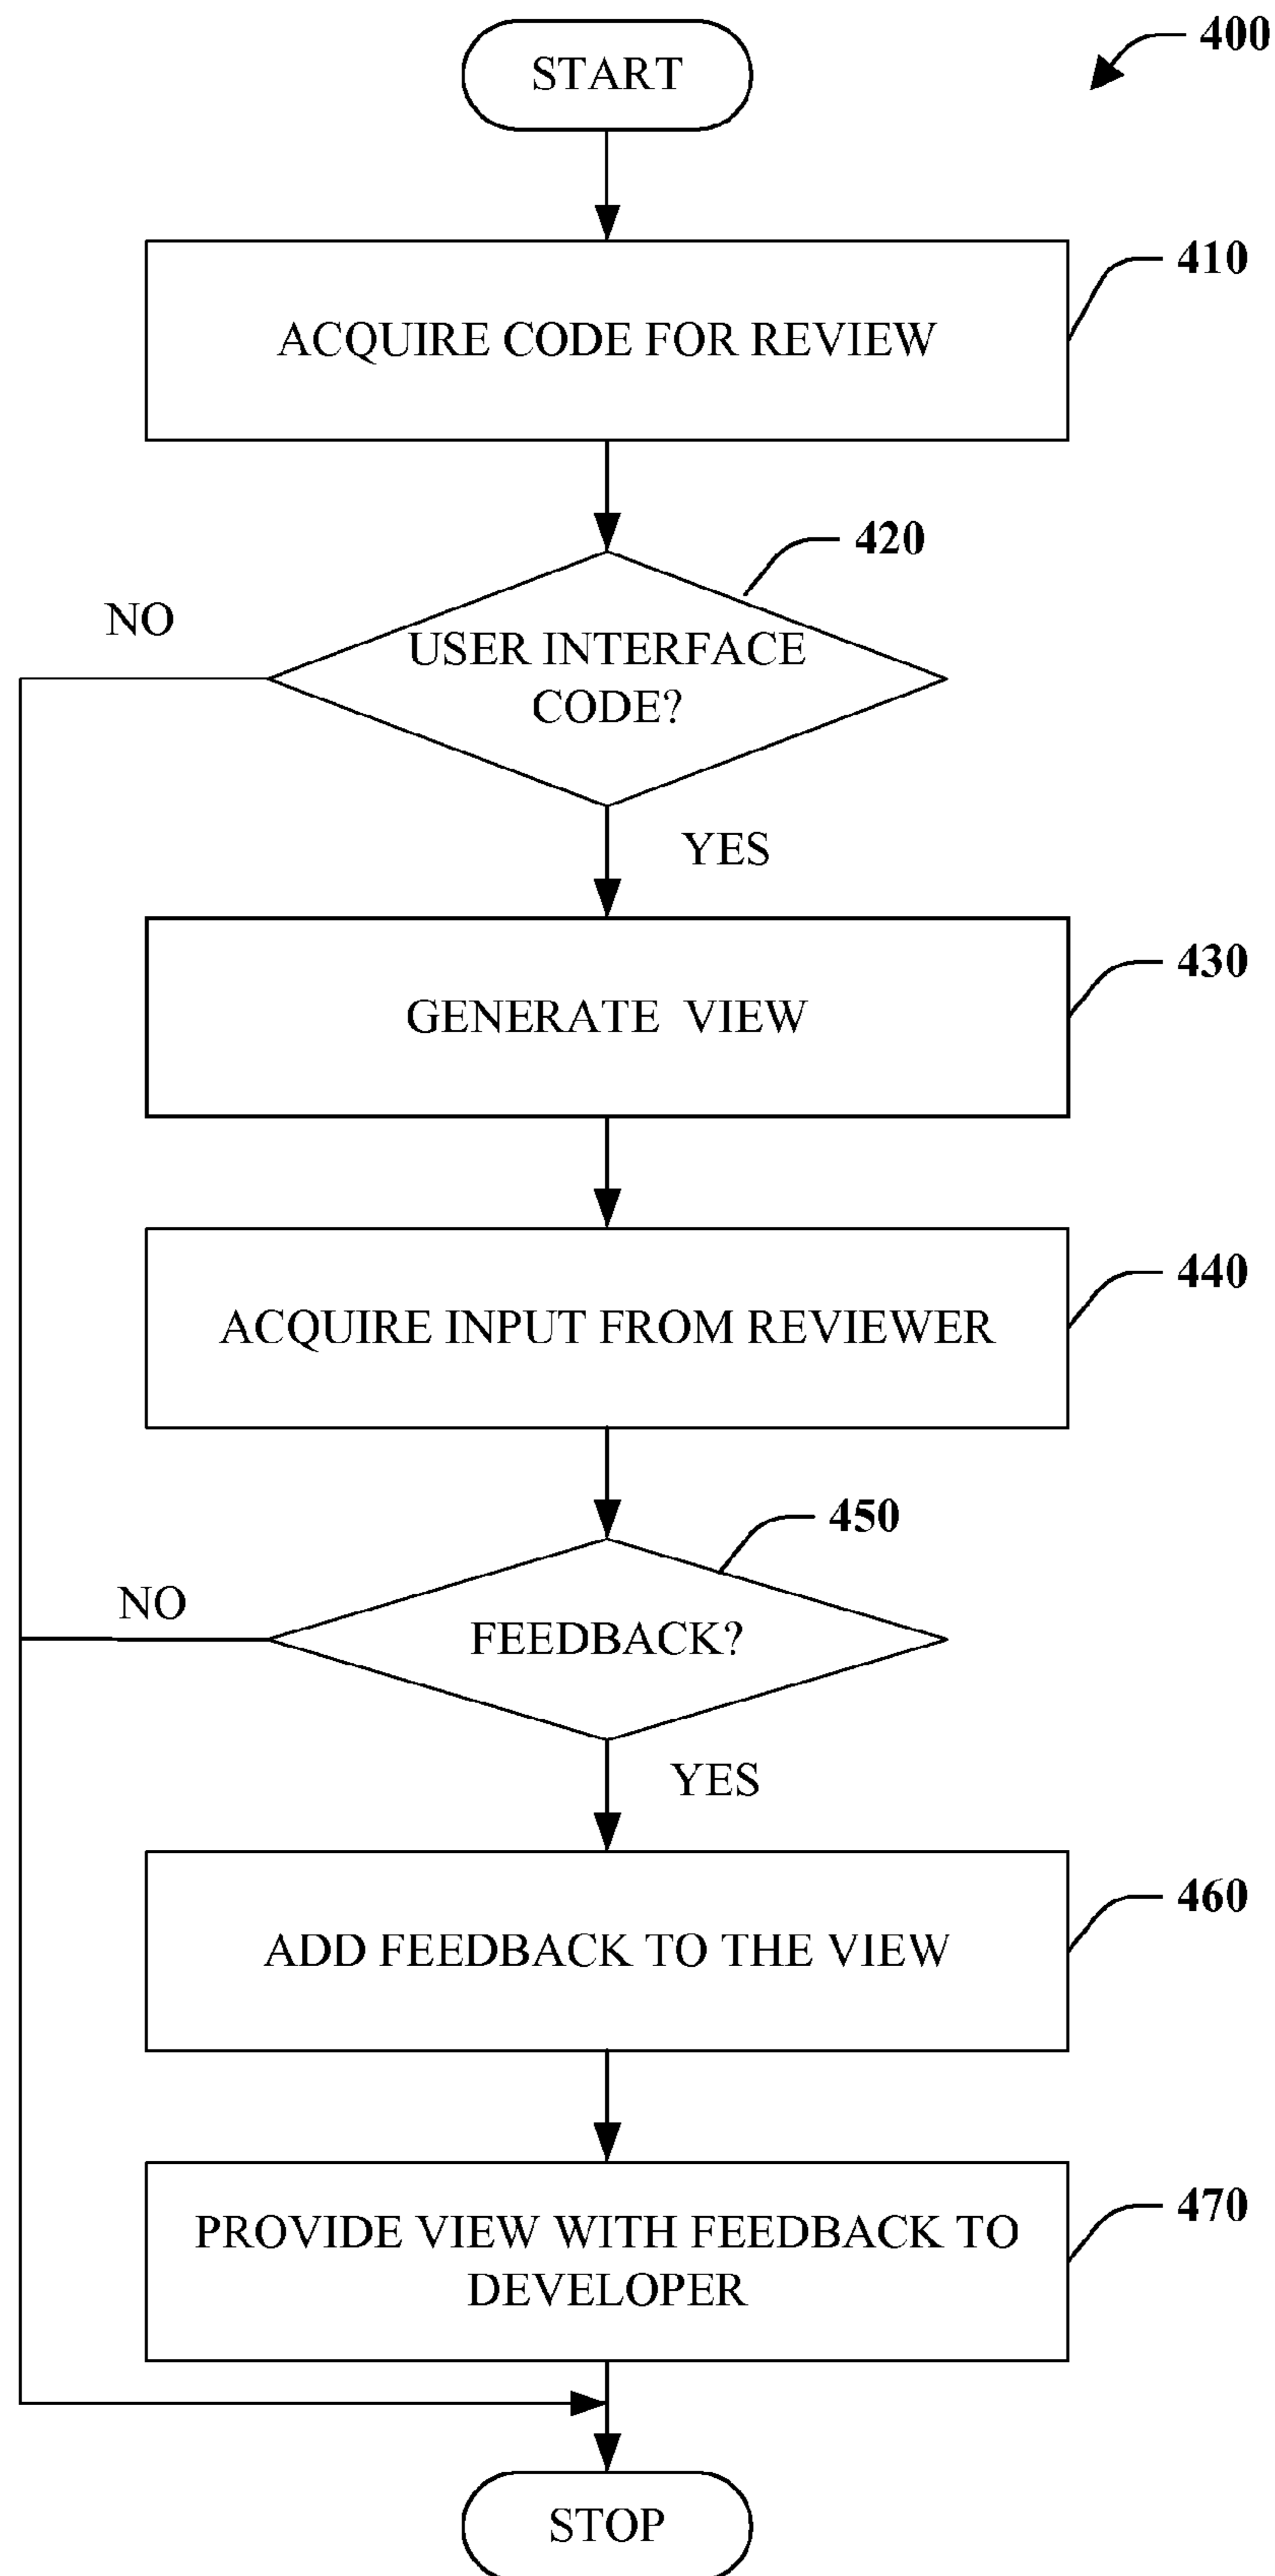 400
START
410
ACQUIRE CODE FOR REVIEW
420
NO
USER INTERFACE
CODE?
YES
430
GENERATE VIEW
440
ACQUIRE INPUT FROM REVIEWER
450
NO
FEEDBACK?
YES
460
ADD FEEDBACK TO THE VIEW
470
PROVIDE VIEW WITH FEEDBACK TO
DEVELOPER
STOP